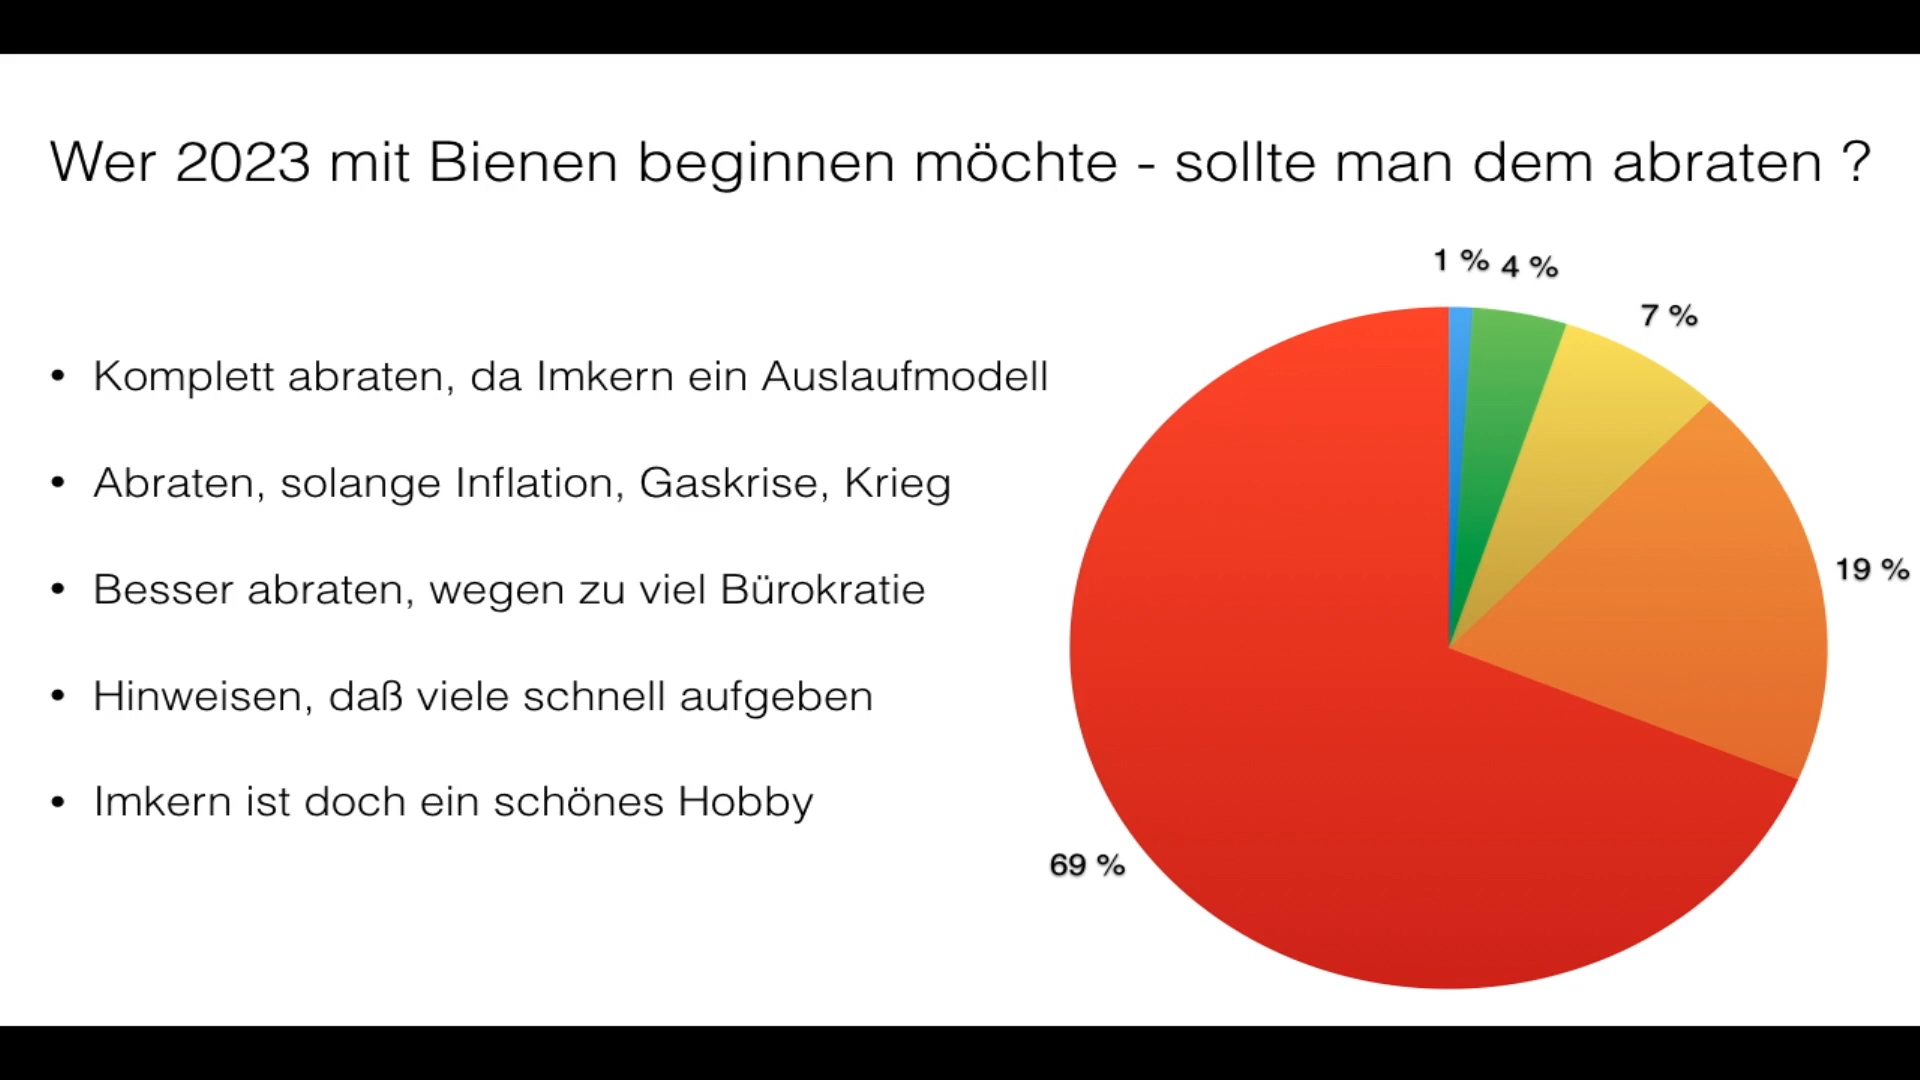 Wer 2023 mit Bienen beginnen möchte - sollte man dem abraten ?
1 % 4 %
7 %
• Komplett abraten, da Imkern ein Auslaufmodell
• Abraten, solange Inflation, Gaskrise, Krieg
19 %
• Besser abraten, wegen zu viel Bürokratie
• Hinweisen, daß viele schnell aufgeben
• Imkern ist doch ein schönes Hobby
69 %